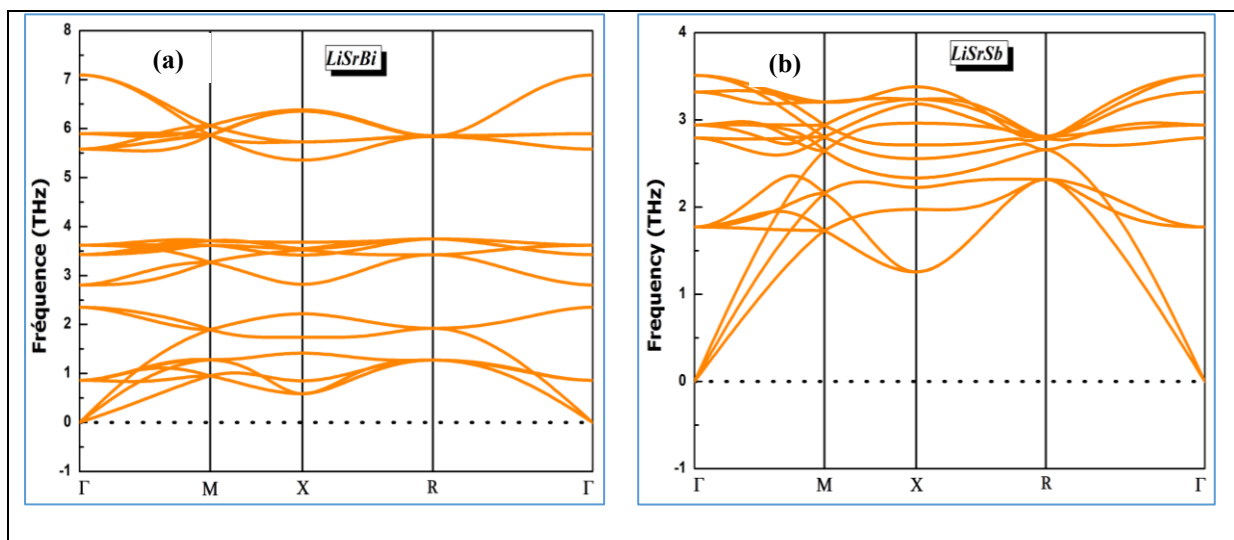 (a)
LiSrBi
Fréquence (THz)
8
7
6
5
4
3
2
1
0
-1
Γ M X R Γ
(b)
LiSrSb
Frequency (THz)
4
3
2
1
0
-1
Γ M X R Γ